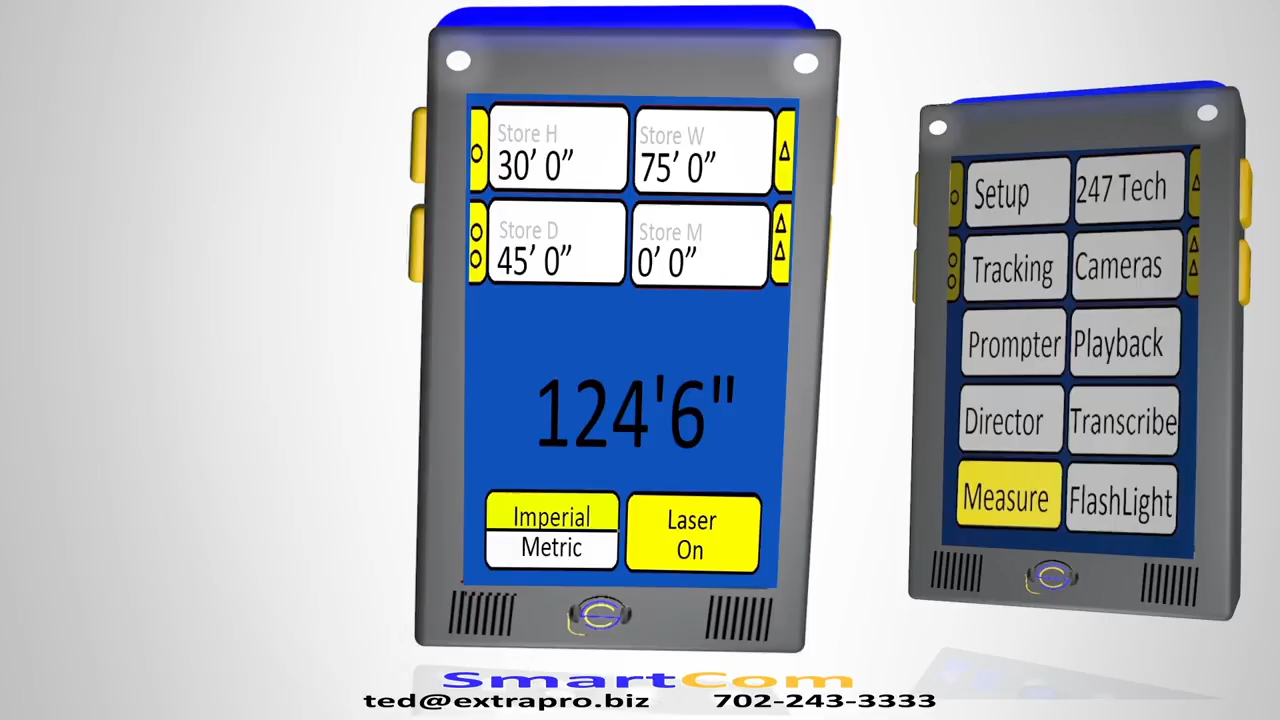 Store H
30’ 0”
Store W
75’ 0”
Store D
45’ 0”
Store M
0’ 0”
124'6"
Imperial
Metric
Laser
On
Setup
247 Tech
Tracking
Cameras
Prompter
Playback
Director
Transcribe
Measure
FlashLight
SmartCom
ted@extrapro.biz 702-243-3333